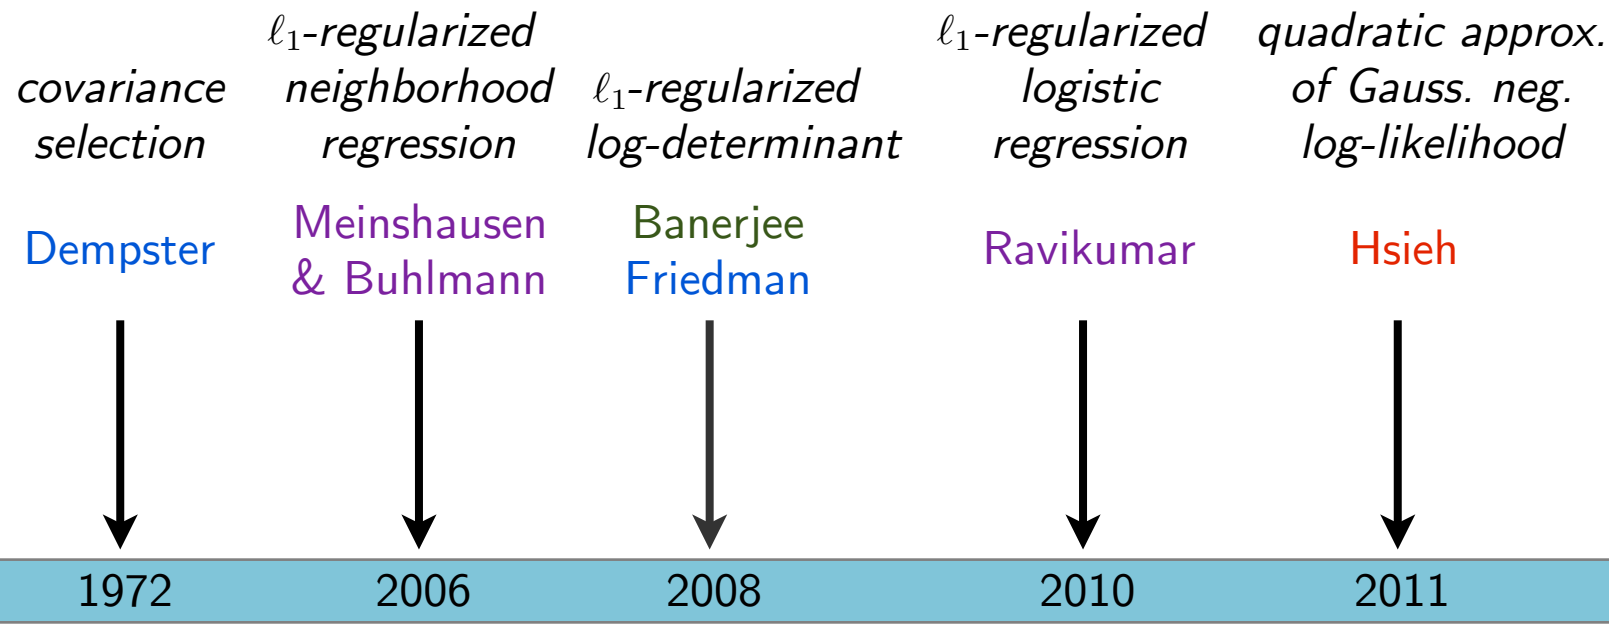 covariance
selection
ℓ₁-regularized
neighborhood
regression
ℓ₁-regularized
log-determinant
ℓ₁-regularized
logistic
regression
quadratic approx.
of Gauss. neg.
log-likelihood
Dempster
Meinshausen
& Buhlmann
Banerjee
Friedman
Ravikumar
Hsieh
1972
2006
2008
2010
2011